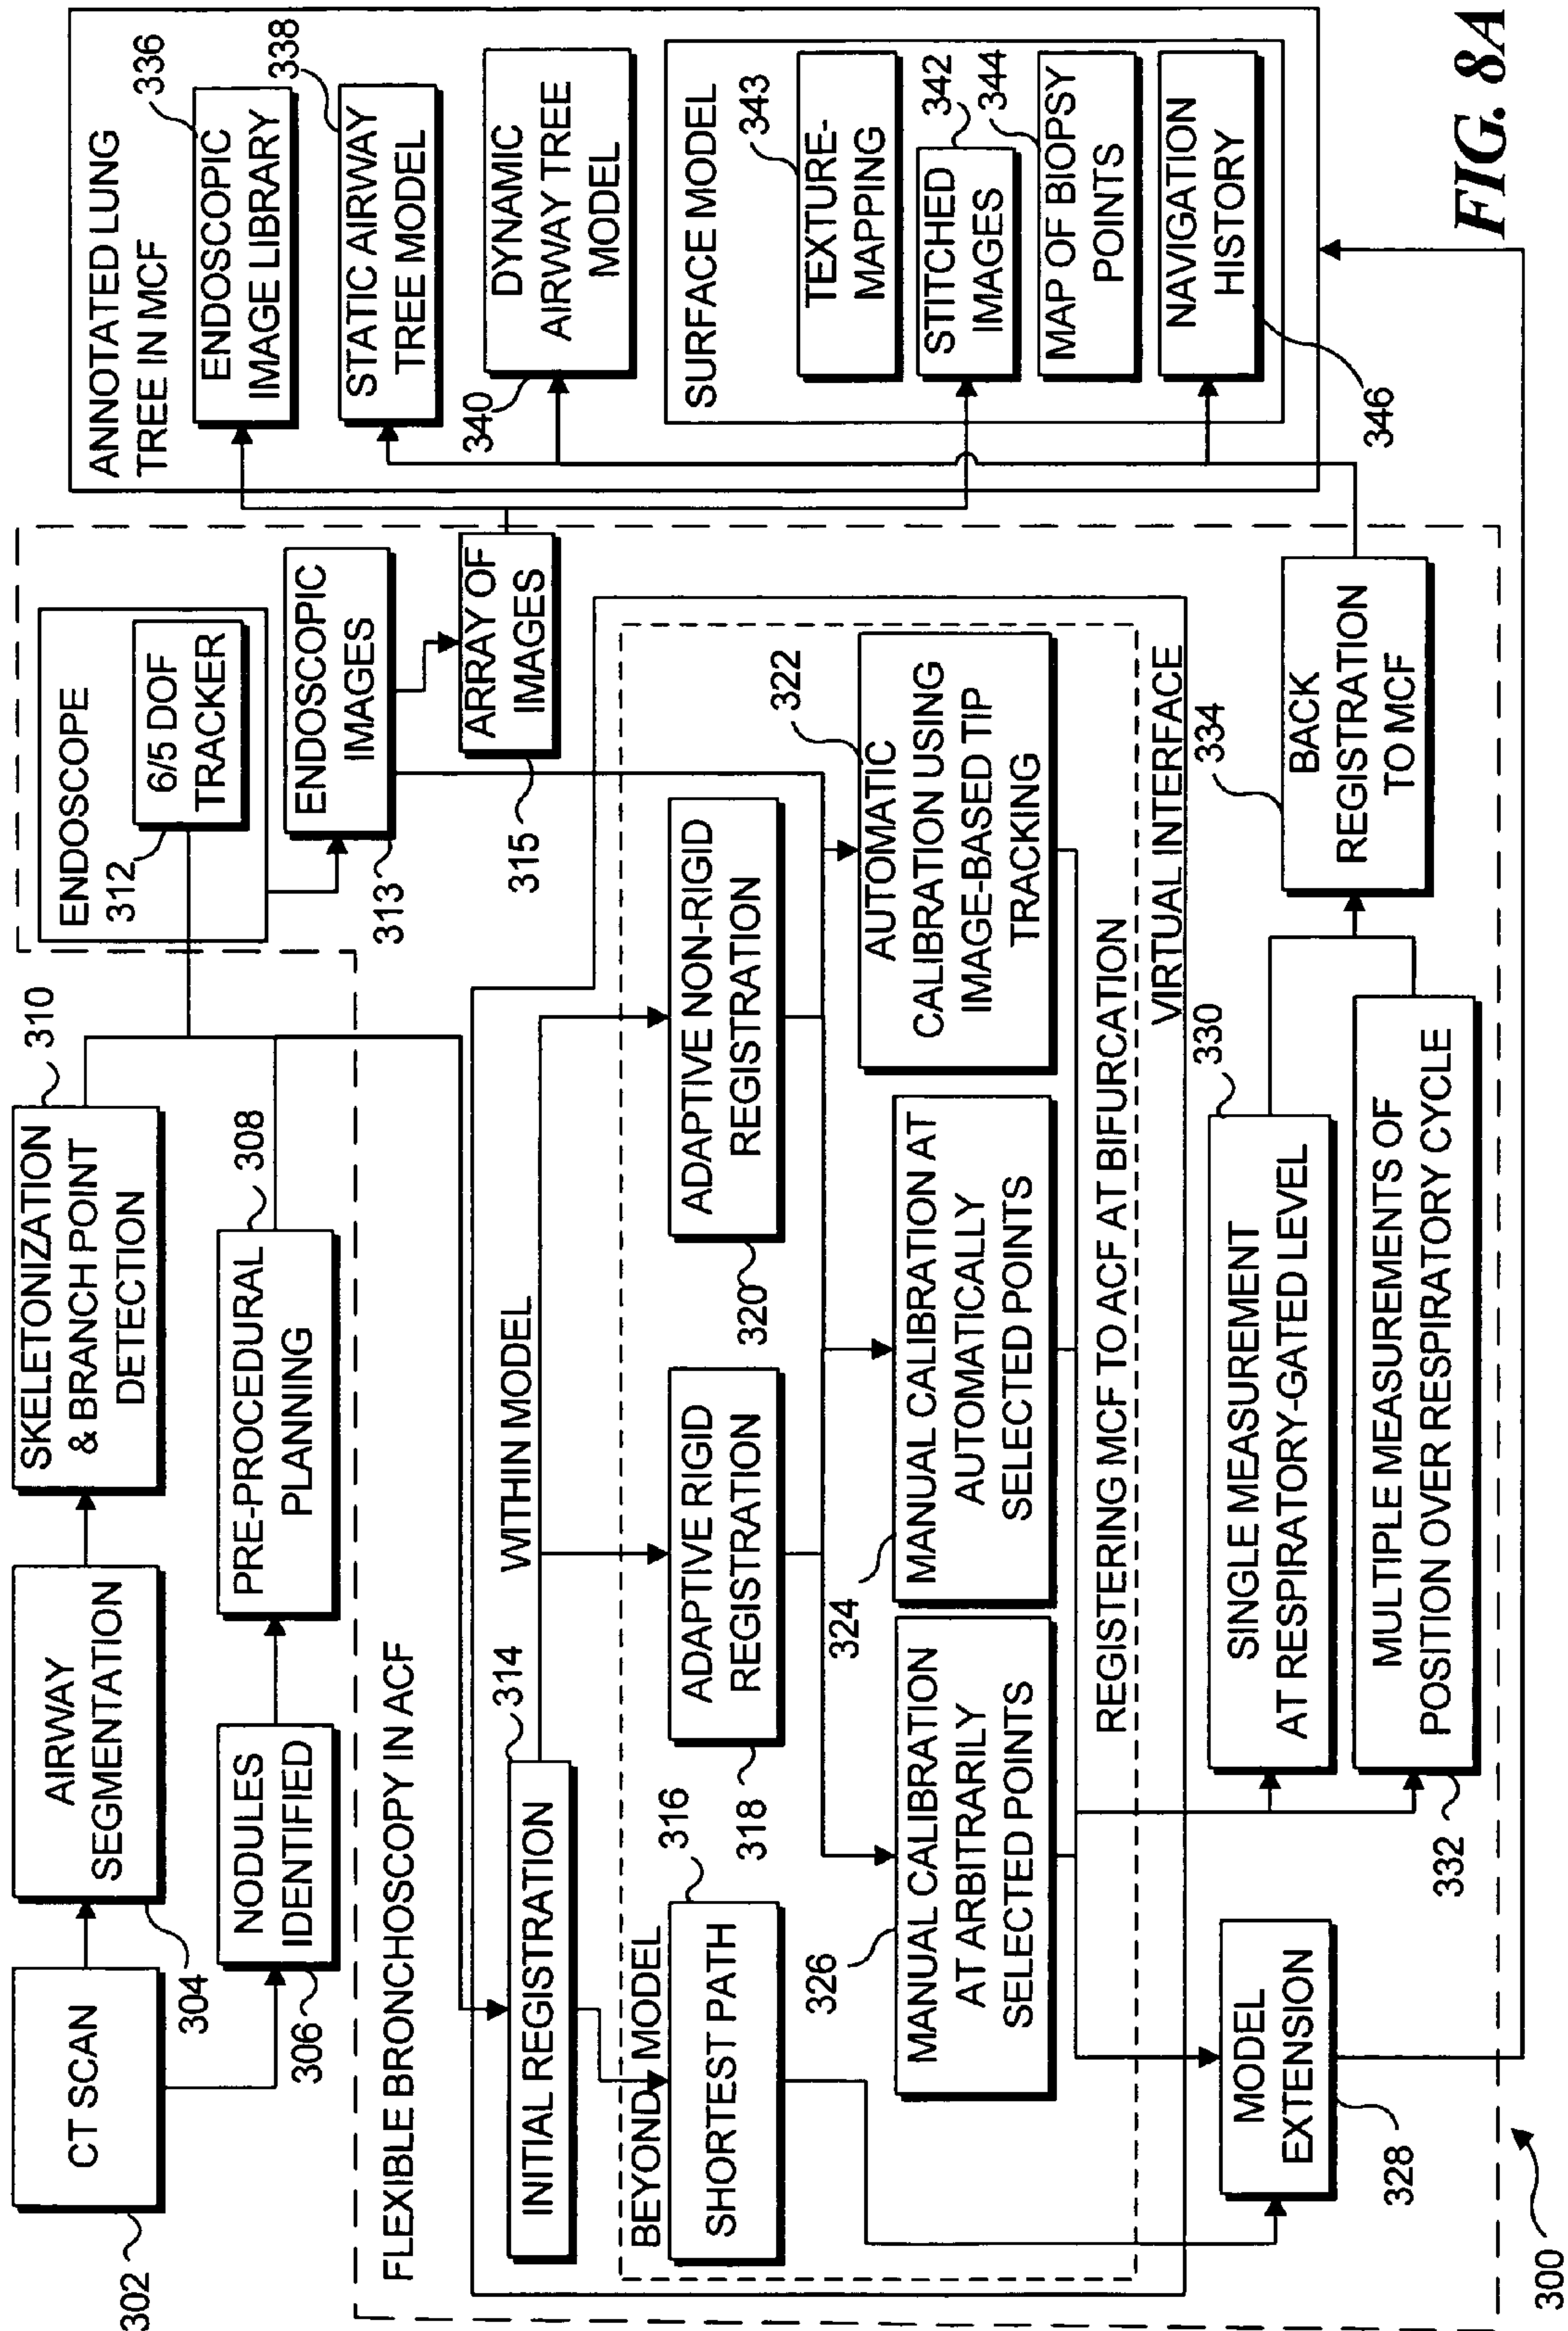 302
CT SCAN
304
AIRWAY
SEGMENTATION
SKELETONIZATION
& BRANCH POINT
DETECTION
310
306
NODULES
IDENTIFIED
PRE-PROCEDURAL
PLANNING
308
FLEXIBLE BRONCHOSCOPY IN ACF
ENDOSCOPE
312
6/5 DOF
TRACKER
313
ENDOSCOPIC
IMAGES
315
ARRAY OF
IMAGES
INITIAL REGISTRATION
314
WITHIN MODEL
BEYOND MODEL
SHORTEST PATH
316
318
ADAPTIVE RIGID
REGISTRATION
320
ADAPTIVE NON-RIGID
REGISTRATION
326
MANUAL CALIBRATION
AT ARBITRARILY
SELECTED POINTS
324
MANUAL CALIBRATION AT
AUTOMATICALLY
SELECTED POINTS
322
AUTOMATIC
CALIBRATION USING
IMAGE-BASED TIP
TRACKING
REGISTERING MCF TO ACF AT BIFURCATION
VIRTUAL INTERFACE
328
MODEL
EXTENSION
330
SINGLE MEASUREMENT
AT RESPIRATORY-GATED LEVEL
332
MULTIPLE MEASUREMENTS OF
POSITION OVER RESPIRATORY CYCLE
334
BACK
REGISTRATION
TO MCF
ANNOTATED LUNG
TREE IN MCF
336
ENDOSCOPIC
IMAGE LIBRARY
338
STATIC AIRWAY
TREE MODEL
340
DYNAMIC
AIRWAY TREE
MODEL
SURFACE MODEL
343
TEXTURE-
MAPPING
342
STITCHED
IMAGES
344
MAP OF BIOPSY
POINTS
346
NAVIGATION
HISTORY
300
FIG. 8A